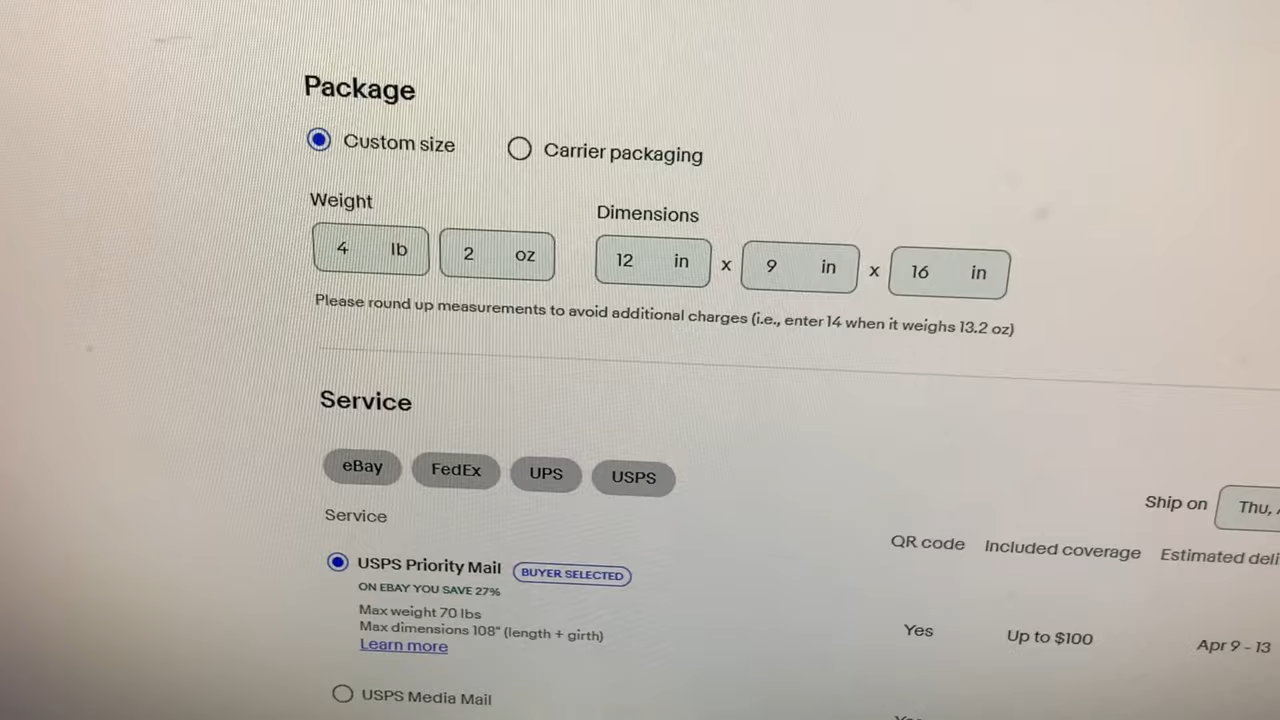 Package
Custom size
Carrier packaging
Weight
Dimensions
4 lb
2 oz
12 in x 9 in x 16 in
Please round up measurements to avoid additional charges (i.e., enter 14 when it weighs 13.2 oz)
Service
eBay
FedEx
UPS
USPS
Ship on
Thu,
Service
QR code
Included coverage
Estimated deli
USPS Priority Mail
BUYER SELECTED
ON EBAY YOU SAVE 27%
Max weight 70 lbs
Max dimensions 108" (length + girth)
Learn more
Yes
Up to $100
Apr 9 - 13
USPS Media Mail